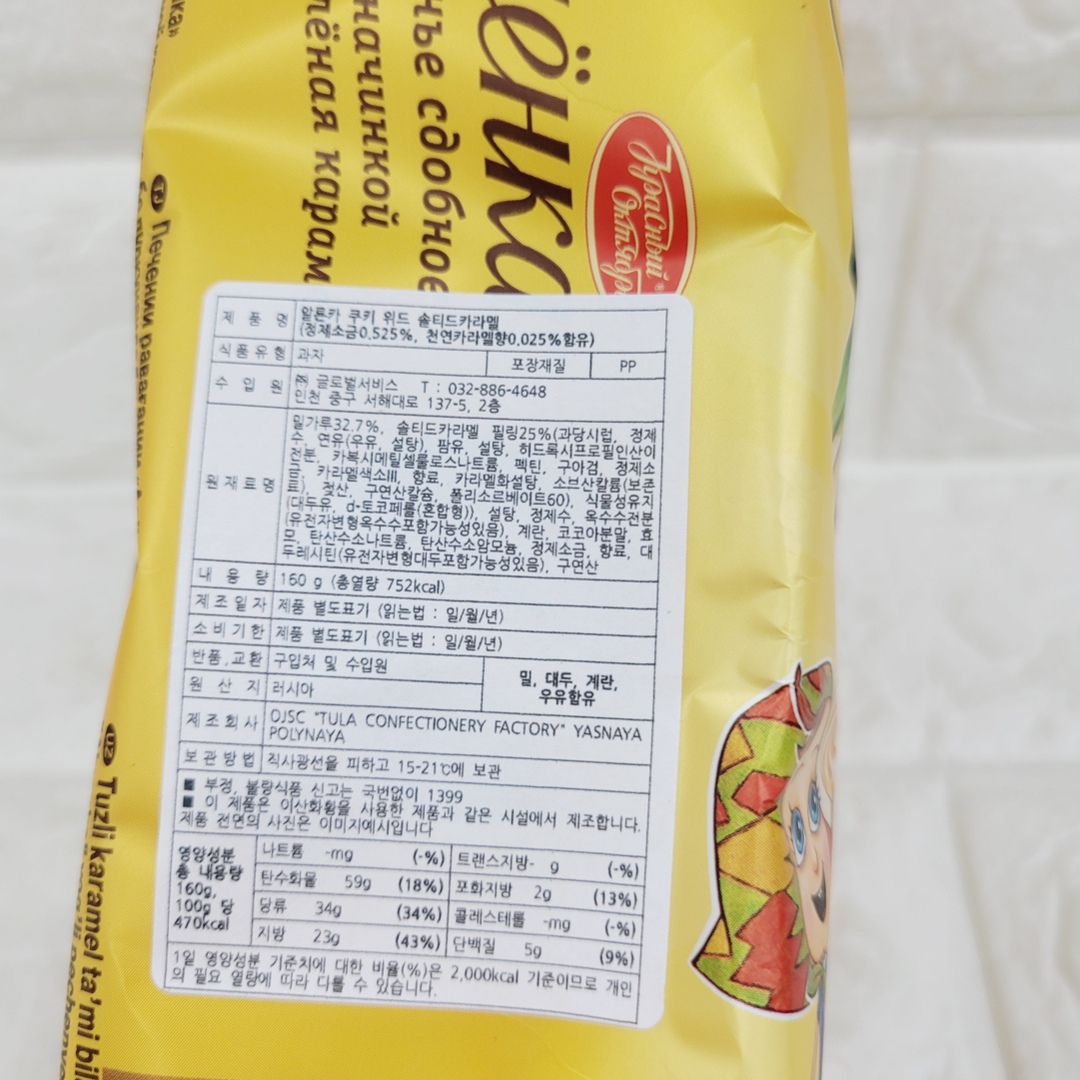 ёнка
нье сдобное
начинкой
лёная карам
Красный
Октябр
®
TJ Печении равғанин
UZ Tuzli karamel ta'mi bil
제 품 명 알룐카 쿠키 위드 솔티드카라멜
(정제소금0.525%, 천연카라멜향0.025%함유)
식품유형 과자 포장재질 PP
수 입 원 ㈜ 글로벌서비스 T : 032-886-4648
인천 중구 서해대로 137-5, 2층
원재료명 밀가루32.7%, 솔티드카라멜 필링25%(과당시럽, 정제
수, 연유(우유, 설탕), 팜유, 설탕, 히드록시프로필인산이
전분, 카복시메틸셀룰로스나트륨, 펙틴, 구아검, 정제소
금, 카라멜색소III, 향료, 카라멜화설탕, 소브산칼륨(보존
료), 젖산, 구연산칼슘, 폴리소르베이트60), 식물성유지
(대두유, d-토코페롤(혼합형)), 설탕, 정제수, 옥수수전분
(유전자변형옥수수포함가능성있음), 계란, 코코아분말, 효
모, 탄산수소나트륨, 탄산수소암모늄, 정제소금, 향료, 대
두레시틴(유전자변형대두포함가능성있음), 구연산
내 용 량 160 g (총열량 752kcal)
제조일자 제품 별도표기 (읽는법 : 일/월/년)
소비기한 제품 별도표기 (읽는법 : 일/월/년)
반품,교환 구입처 및 수입원 밀, 대두, 계란,
우유함유
원 산 지 러시아
제조회사 OJSC "TULA CONFECTIONERY FACTORY" YASNAYA
POLYNAYA
보관방법 직사광선을 피하고 15-21℃에 보관
■ 부정, 불량식품 신고는 국번없이 1399
■ 이 제품은 이산화황을 사용한 제품과 같은 시설에서 제조합니다.
제품 전면의 사진은 이미지예시입니다
영양성분
총 내용량
160g,
100g 당
470kcal
나트륨 -mg (-%) 트랜스지방- g (-%)
탄수화물 59g (18%) 포화지방 2g (13%)
당류 34g (34%) 콜레스테롤 -mg (-%)
지방 23g (43%) 단백질 5g (9%)
1일 영양성분 기준치에 대한 비율(%)은 2,000kcal 기준이므로 개인
의 필요 열량에 따라 다를 수 있습니다.